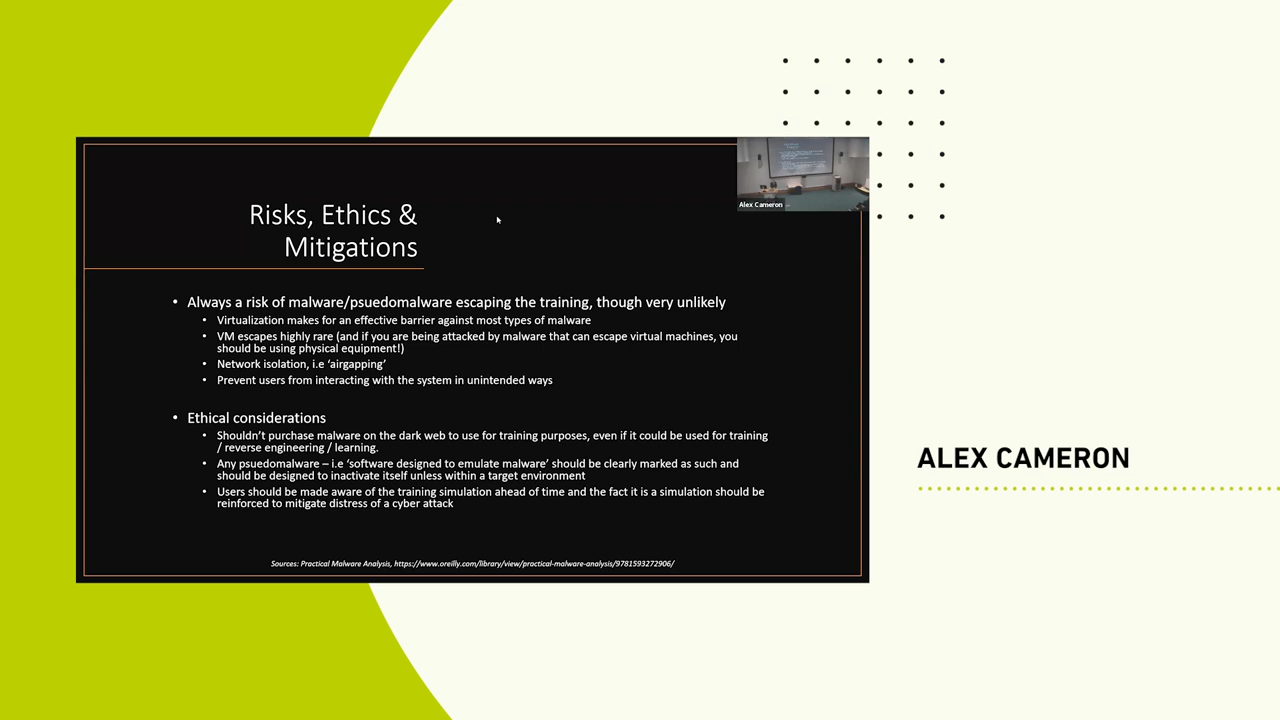 Risks, Ethics &
Mitigations
Alex Cameron
• Always a risk of malware/psuedomalware escaping the training, though very unlikely
• Virtualization makes for an effective barrier against most types of malware
• VM escapes highly rare (and if you are being attacked by malware that can escape virtual machines, you
should be using physical equipment!)
• Network isolation, i.e ‘airgapping’
• Prevent users from interacting with the system in unintended ways
• Ethical considerations
• Shouldn’t purchase malware on the dark web to use for training purposes, even if it could be used for training
/ reverse engineering / learning.
• Any psuedomalware – i.e ‘software designed to emulate malware’ should be clearly marked as such and
should be designed to inactivate itself unless within a target environment
• Users should be made aware of the training simulation ahead of time and the fact it is a simulation should be
reinforced to mitigate distress of a cyber attack
Sources: Practical Malware Analysis, https://www.oreilly.com/library/view/practical-malware-analysis/9781593272906/
ALEX CAMERON